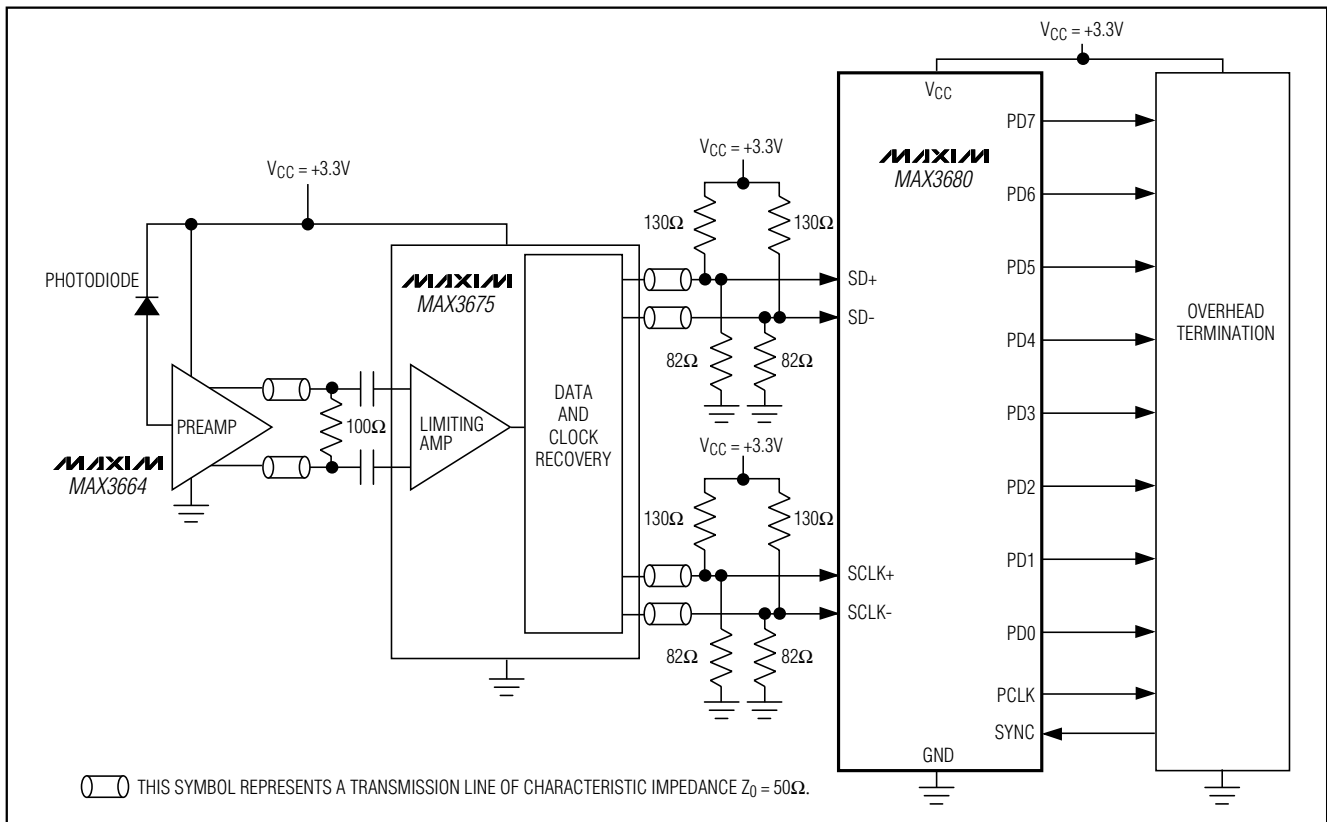 VCC = +3.3V
VCC
PD7
MAXIM
MAX3680
VCC = +3.3V
130Ω
130Ω
PD6
VCC = +3.3V
PHOTODIODE
MAXIM
MAX3675
SD+
PD5
SD-
OVERHEAD
TERMINATION
82Ω
82Ω
PD4
PREAMP
100Ω
LIMITING
AMP
DATA
AND
CLOCK
RECOVERY
PD3
MAXIM
MAX3664
VCC = +3.3V
PD2
130Ω
130Ω
SCLK+
PD1
SCLK-
PD0
82Ω
82Ω
PCLK
SYNC
GND
THIS SYMBOL REPRESENTS A TRANSMISSION LINE OF CHARACTERISTIC IMPEDANCE Z0 = 50Ω.